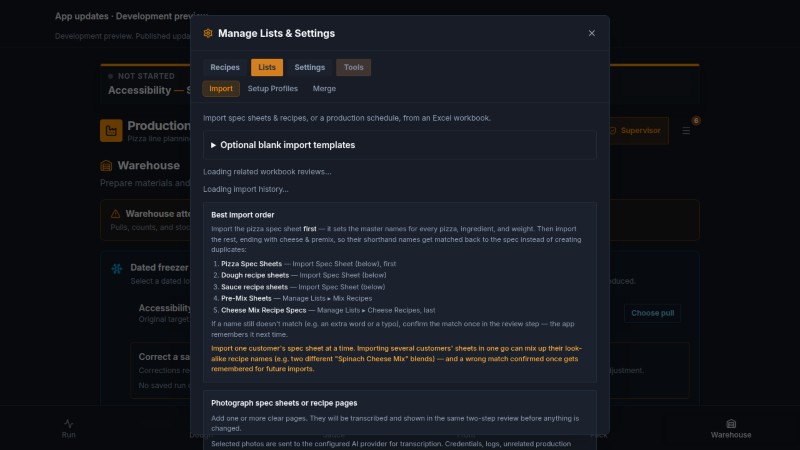 App updates · Development preview
Development preview. Published upda
Manage Lists & Settings
×
NOT STARTED
Accessibility — S
Recipes
Lists
Settings
Tools
Import
Setup Profiles
Merge
Production
Pizza line plannin
6
Supervisor
Import spec sheets & recipes, or a production schedule, from an Excel workbook.
Optional blank import templates
Warehouse
Prepare materials and
Loading related workbook reviews...
Loading import history...
Warehouse atte
Pulls, counts, and stoc
Best import order
Import the pizza spec sheet first — it sets the master names for every pizza, ingredient, and weight. Then import
the rest, ending with cheese & premix, so their shorthand names get matched back to the spec instead of creating
duplicates:
1. Pizza Spec Sheets — Import Spec Sheet (below), first
2. Dough recipe sheets — Import Spec Sheet (below)
3. Sauce recipe sheets — Import Spec Sheet (below)
4. Pre-Mix Sheets — Manage Lists ▸ Mix Recipes
5. Cheese Mix Recipe Specs — Manage Lists ▸ Cheese Recipes, last
If a name still doesn't match (e.g. an extra word or a typo), confirm the match once in the review step — the app
remembers it next time.
Import one customer's spec sheet at a time. Importing several customers' sheets in one go can mix up their look-
alike recipe names (e.g. two different "Spinach Cheese Mix" blends) — and a wrong match confirmed once gets
remembered for future imports.
Dated freezer
Select a dated lo
oduced.
Accessibility
Original target
Choose pull
Correct a sa
Corrections re
djustment.
No saved run
Photograph spec sheets or recipe pages
Add one or more clear pages. They will be transcribed and shown in the same two-step review before anything is
changed.
Selected photos are sent to the configured AI provider for transcription. Credentials, logs, unrelated production
Run
Warehouse